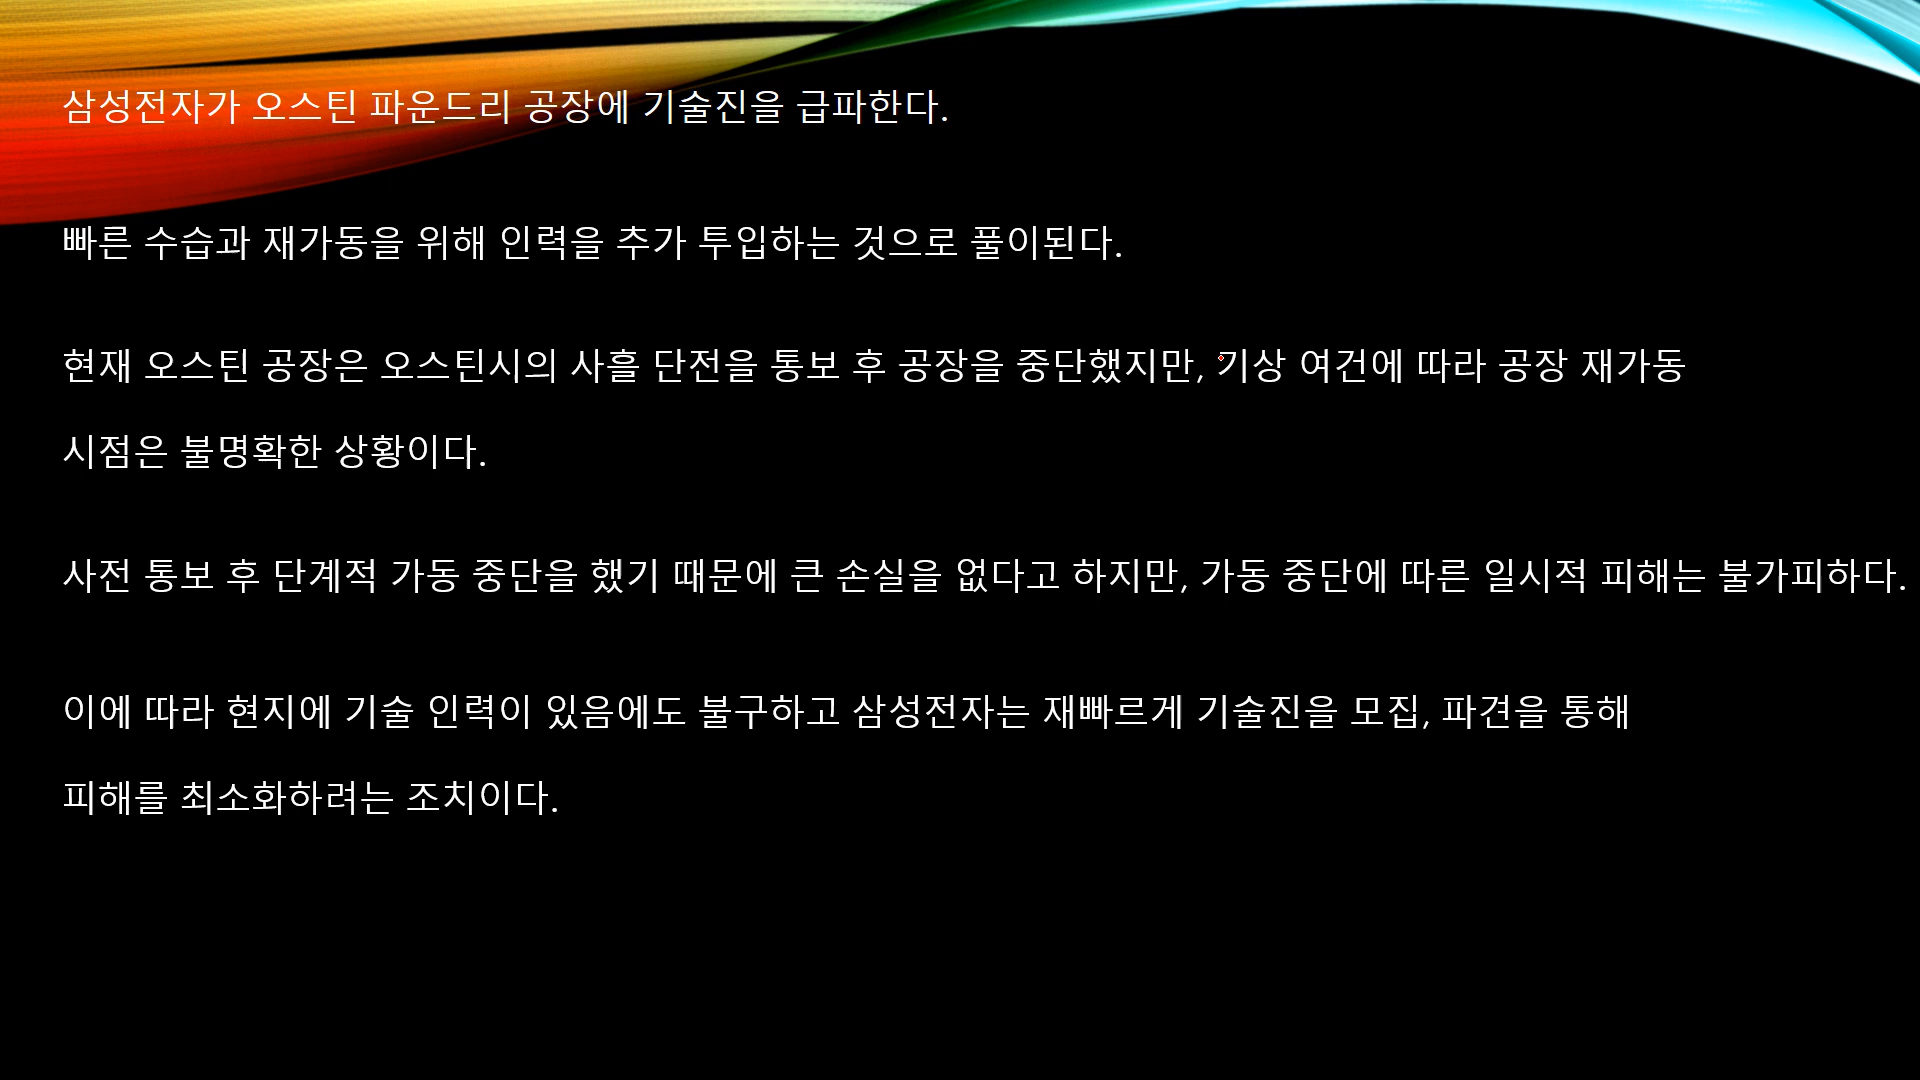 삼성전자가 오스틴 파운드리 공장에 기술진을 급파한다.
빠른 수습과 재가동을 위해 인력을 추가 투입하는 것으로 풀이된다.
현재 오스틴 공장은 오스틴시의 사흘 단전을 통보 후 공장을 중단했지만, 기상 여건에 따라 공장 재가동
시점은 불명확한 상황이다.
사전 통보 후 단계적 가동 중단을 했기 때문에 큰 손실을 없다고 하지만, 가동 중단에 따른 일시적 피해는 불가피하다.
이에 따라 현지에 기술 인력이 있음에도 불구하고 삼성전자는 재빠르게 기술진을 모집, 파견을 통해
피해를 최소화하려는 조치이다.